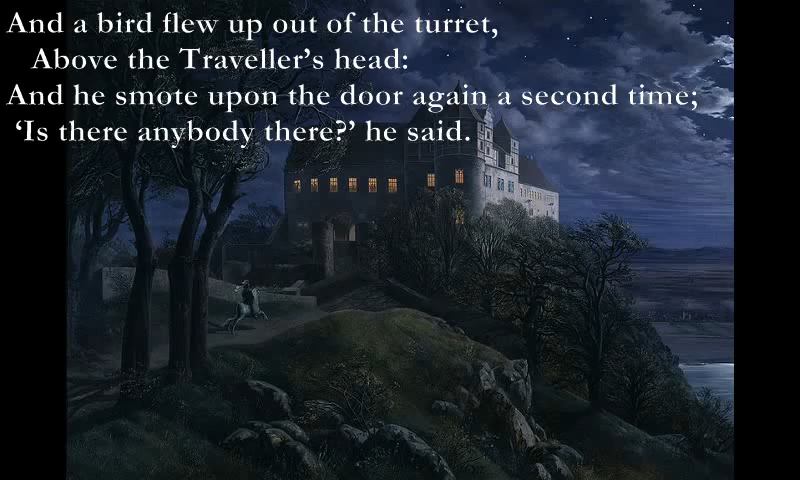 And a bird flew up out of the turret,
Above the Traveller’s head:
And he smote upon the door again a second time;
‘Is there anybody there?’ he said.